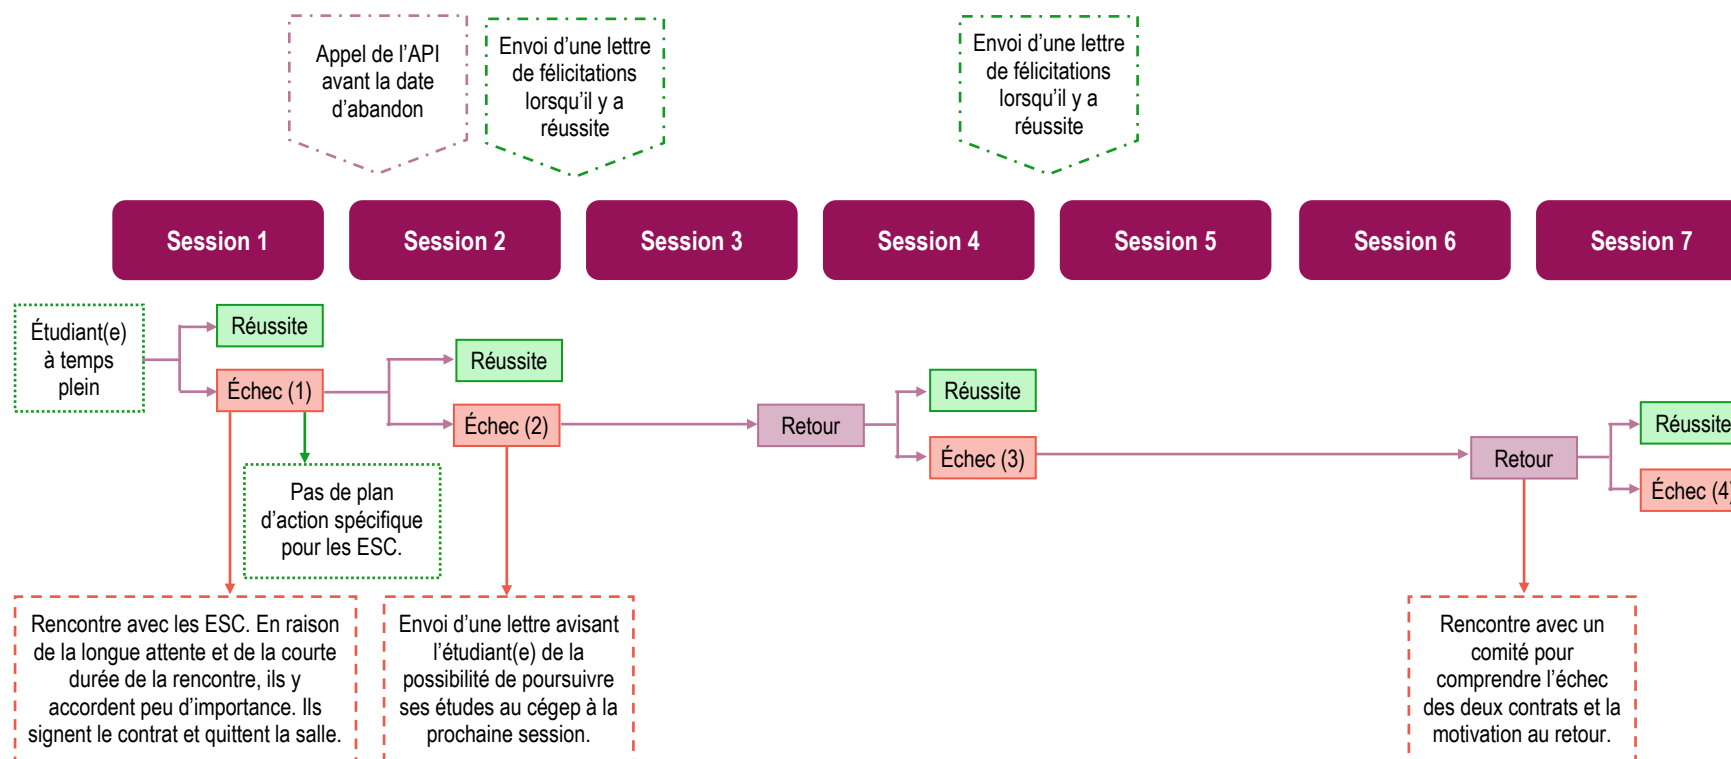 Appel de l’API
avant la date
d’abandon
Envoi d’une lettre
de félicitations
lorsqu’il y a
réussite
Envoi d’une lettre
de félicitations
lorsqu’il y a
réussite
Session 1
Session 2
Session 3
Session 4
Session 5
Session 6
Session 7
Étudiant(e)
à temps
plein
Réussite
Échec (1)
Réussite
Échec (2)
Retour
Réussite
Échec (3)
Retour
Réussite
Échec (4)
Pas de plan
d’action spécifique
pour les ESC.
Rencontre avec les ESC. En raison
de la longue attente et de la courte
durée de la rencontre, ils y
accordent peu d’importance. Ils
signent le contrat et quittent la salle.
Envoi d’une lettre avisant
l’étudiant(e) de la
possibilité de poursuivre
ses études au cégep à la
prochaine session.
Rencontre avec un
comité pour
comprendre l’échec
des deux contrats et la
motivation au retour.